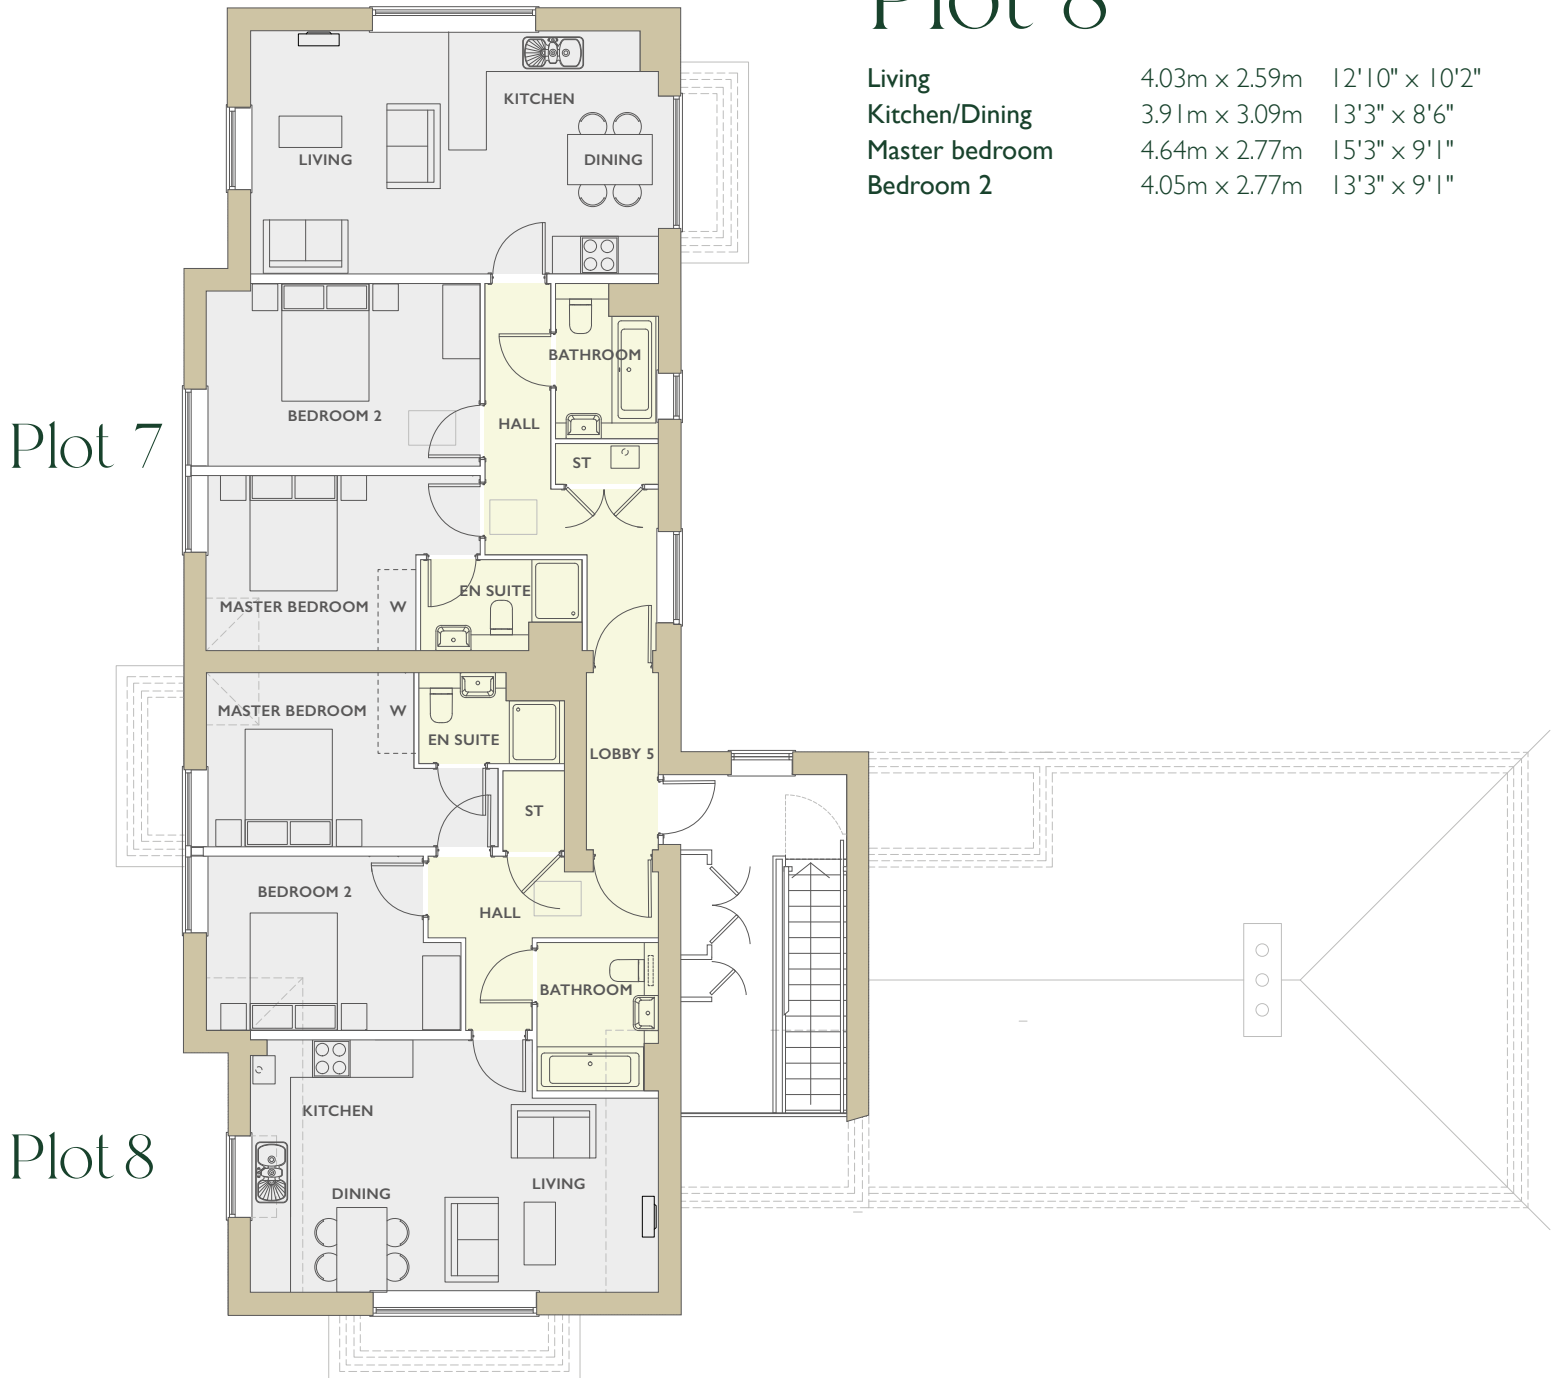 Plot 8
Living 4.03m x 2.59m 12'10" x 10'2"
Kitchen/Dining 3.91m x 3.09m 13'3" x 8'6"
Master bedroom 4.64m x 2.77m 15'3" x 9'1"
Bedroom 2 4.05m x 2.77m 13'3" x 9'1"
KITCHEN
LIVING
DINING
BATHROOM
BEDROOM 2
HALL
Plot 7
ST
EN SUITE
MASTER BEDROOM
W
MASTER BEDROOM
W
EN SUITE
LOBBY 5
ST
BEDROOM 2
HALL
BATHROOM
KITCHEN
Plot 8
LIVING
DINING